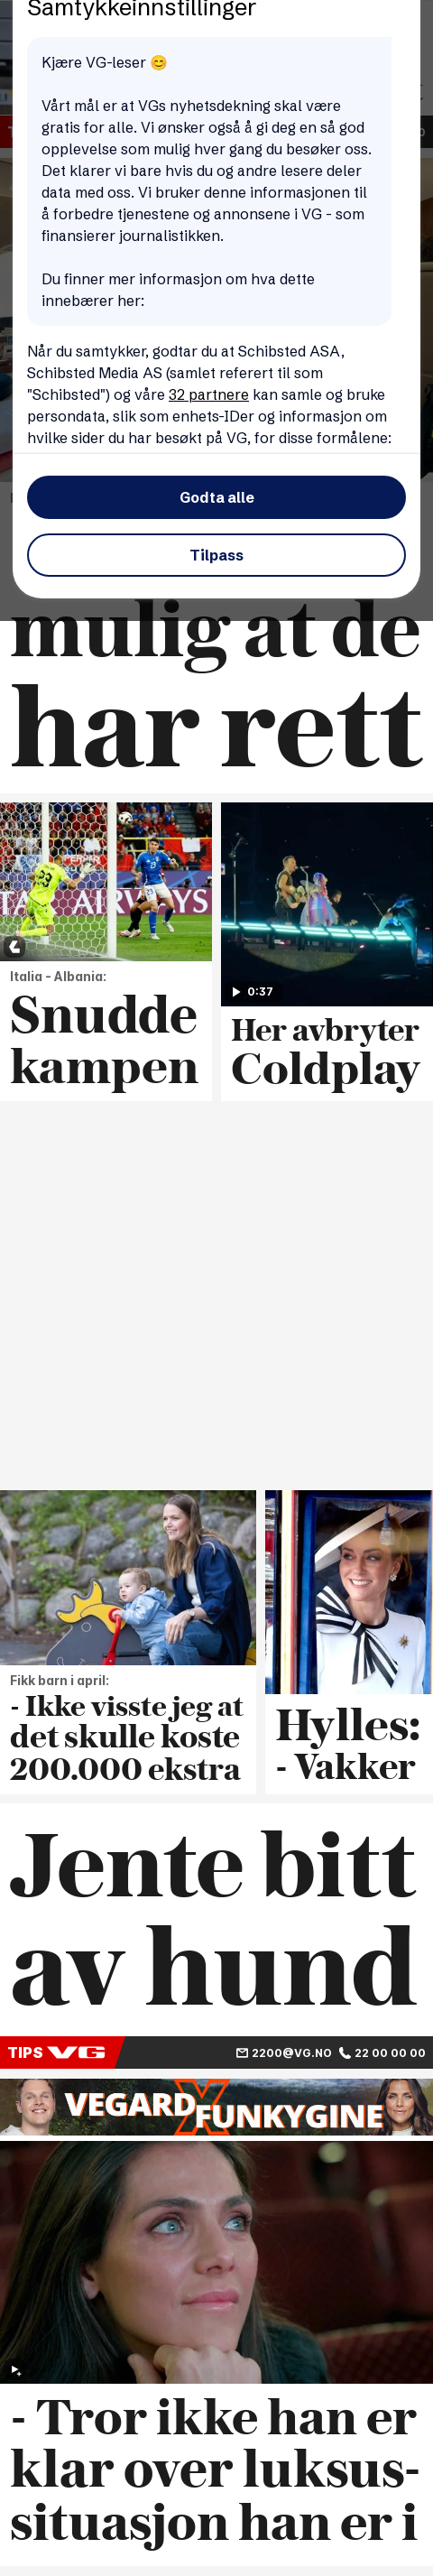 Samtykkeinnstillinger
Kjære VG-leser 😊
Vårt mål er at VGs nyhetsdekning skal være
gratis for alle. Vi ønsker også å gi deg en så god
opplevelse som mulig hver gang du besøker oss.
Det klarer vi bare hvis du og andre lesere deler
data med oss. Vi bruker denne informasjonen til
å forbedre tjenestene og annonsene i VG - som
finansierer journalistikken.
Du finner mer informasjon om hva dette
innebærer her:
Når du samtykker, godtar du at Schibsted ASA,
Schibsted Media AS (samlet referert til som
"Schibsted") og våre 32 partnere kan samle og bruke
persondata, slik som enhets-IDer og informasjon om
hvilke sider du har besøkt på VG, for disse formålene:
Godta alle
Tilpass
mulig at de
har rett
Italia - Albania:
Snudde
kampen
0:37
Her avbryter
Coldplay
Fikk barn i april:
- Ikke visste jeg at
det skulle koste
200.000 ekstra
Hylles:
- Vakker
Jente bitt
av hund
TIPS VG 2200@VG.NO 22 00 00 00
VEGARD X FUNKYGINE
- Tror ikke han er
klar over luksus-
situasjon han er i